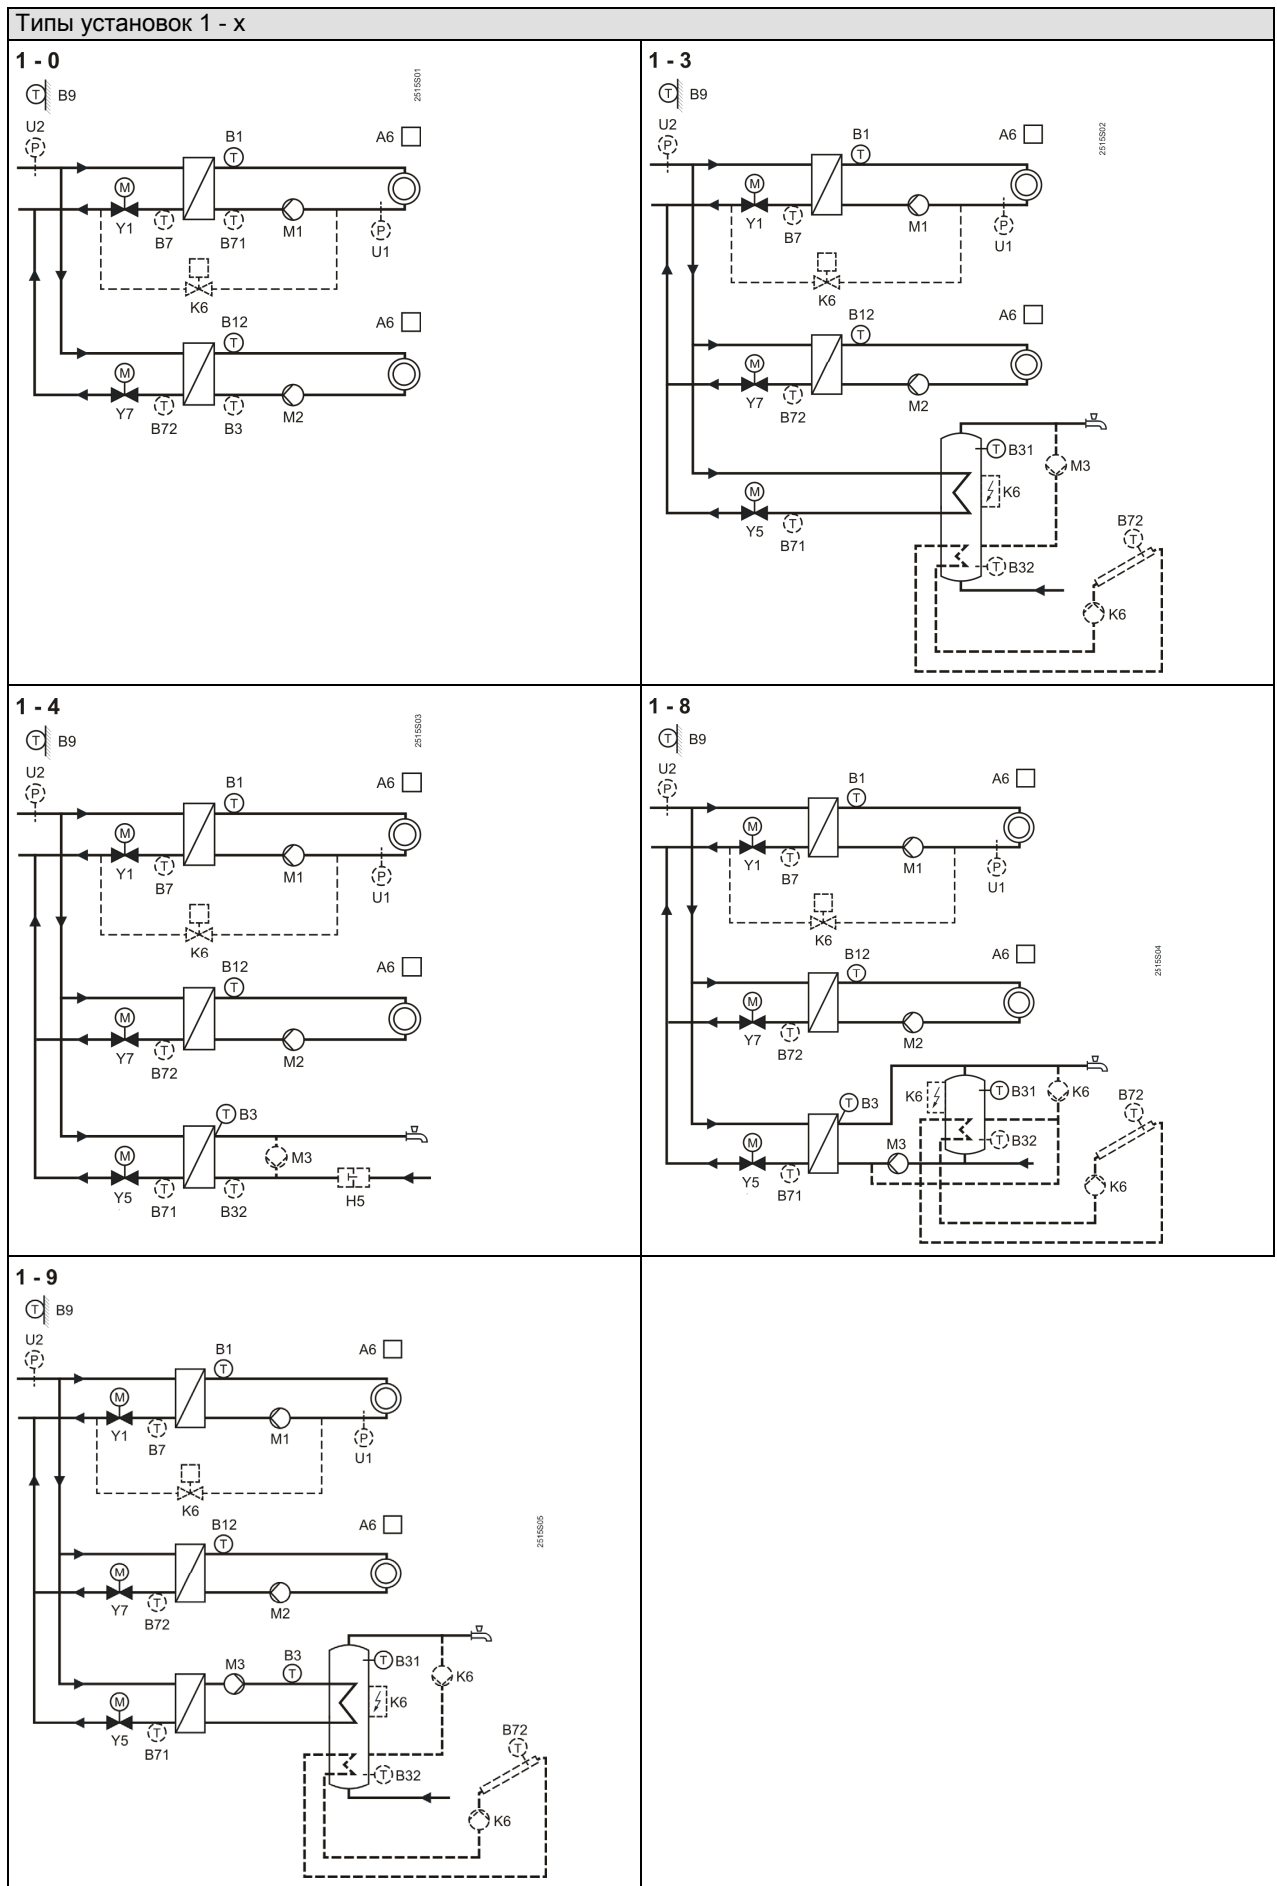 Типы установок 1 - x
1 - 0
T B9
2515S01
U2
P
B1
T
A6
M
Y1
T
B7
T
B71
M1
P
U1
K6
B12
T
A6
M
Y7
T
B72
T
B3
M2
1 - 3
T B9
2515S02
U2
P
B1
T
A6
M
Y1
T
B7
M1
P
U1
K6
B12
T
A6
M
Y7
T
B72
M2
T B31
M3
K6
M
Y5
T
B71
B72
T
T B32
K6
1 - 4
T B9
2515S03
U2
P
B1
T
A6
M
Y1
T
B7
M1
P
U1
K6
B12
T
A6
M
Y7
T
B72
M2
T B3
M3
M
Y5
T
B71
T
B32
H5
1 - 8
T B9
U2
P
B1
T
A6
M
Y1
T
B7
M1
P
U1
K6
2515S04
B12
T
A6
M
Y7
T
B72
M2
K6
T B31
K6
B72
T
T B3
T B32
M
Y5
T
B71
M3
K6
1 - 9
T B9
U2
P
B1
T
A6
M
Y1
T
B7
M1
P
U1
K6
2515S05
B12
T
A6
M
Y7
T
B72
M2
M3
B3
T
T B31
K6
K6
M
Y5
T
B71
B72
T
T B32
K6